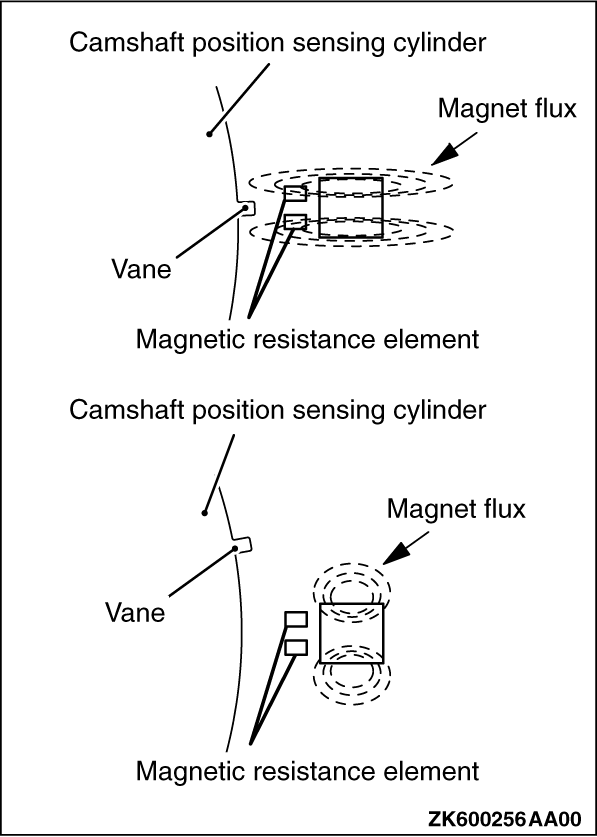 Camshaft position sensing cylinder
Magnet flux
Vane
Magnetic resistance element
Camshaft position sensing cylinder
Magnet flux
Vane
Magnetic resistance element
ZK600256AA00